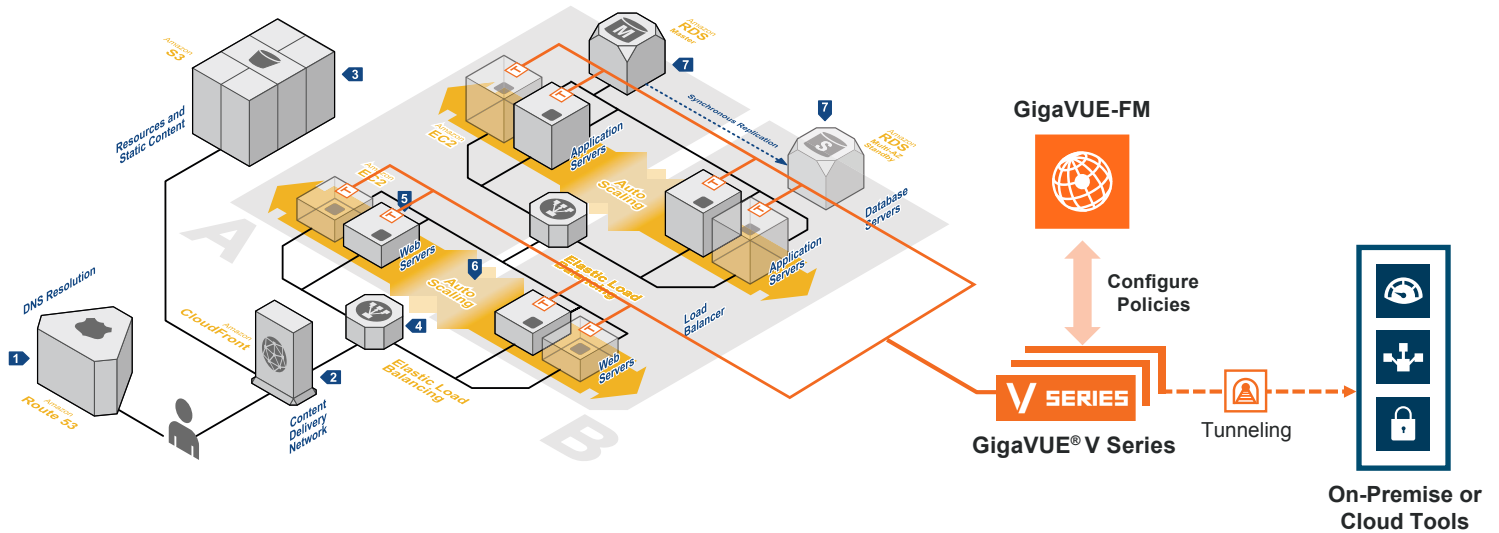 Amazon
S3
3
Resources and
Static Content
Amazon
RDS
Master
M
7
Synchronous Replication
7
S
Amazon
RDS
Multi-AZ
Standby
Amazon
EC2
T
T
Application
Servers
Auto
Scaling
T
T
Application
Servers
Database
Servers
Amazon
EC2
T
5
T
Web
Servers
6
Auto
Scaling
Elastic Load
Balancing
Load
Balancer
T
T
Web
Servers
4
Elastic Load
Balancing
A
B
DNS Resolution
1
Amazon
Route 53
Amazon
CloudFront
2
Content
Delivery
Network
GigaVUE-FM
Configure
Policies
V SERIES
GigaVUE® V Series
Tunneling
On-Premise or
Cloud Tools